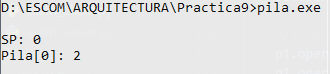 D:\ESCOM\ARQUITECTURA\Practica9>pila.exe
SP: 0
Pila[0]: 2